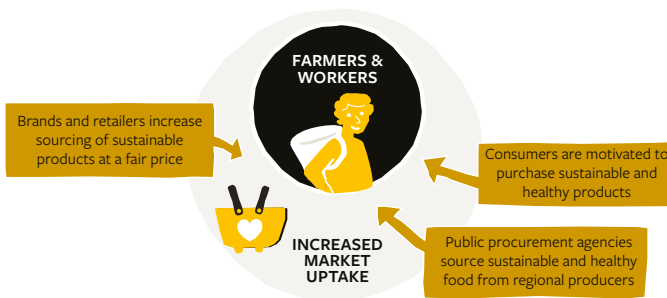 FARMERS &
WORKERS
Brands and retailers increase
sourcing of sustainable
products at a fair price
Consumers are motivated to
purchase sustainable and
healthy products
INCREASED
MARKET
UPTAKE
Public procurement agencies
source sustainable and healthy
food from regional producers